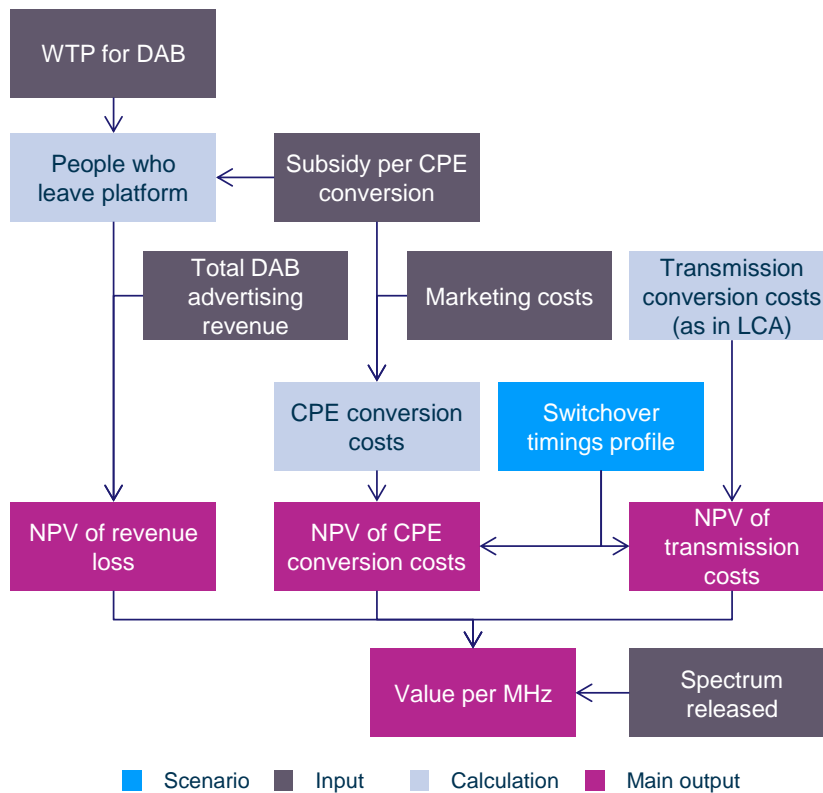 WTP for DAB
People who
leave platform
Subsidy per CPE
conversion
Total DAB
advertising
revenue
Marketing costs
Transmission
conversion costs
(as in LCA)
CPE conversion
costs
Switchover
timings profile
NPV of revenue
loss
NPV of CPE
conversion costs
NPV of
transmission
costs
Value per MHz
Spectrum
released
Scenario
Input
Calculation
Main output